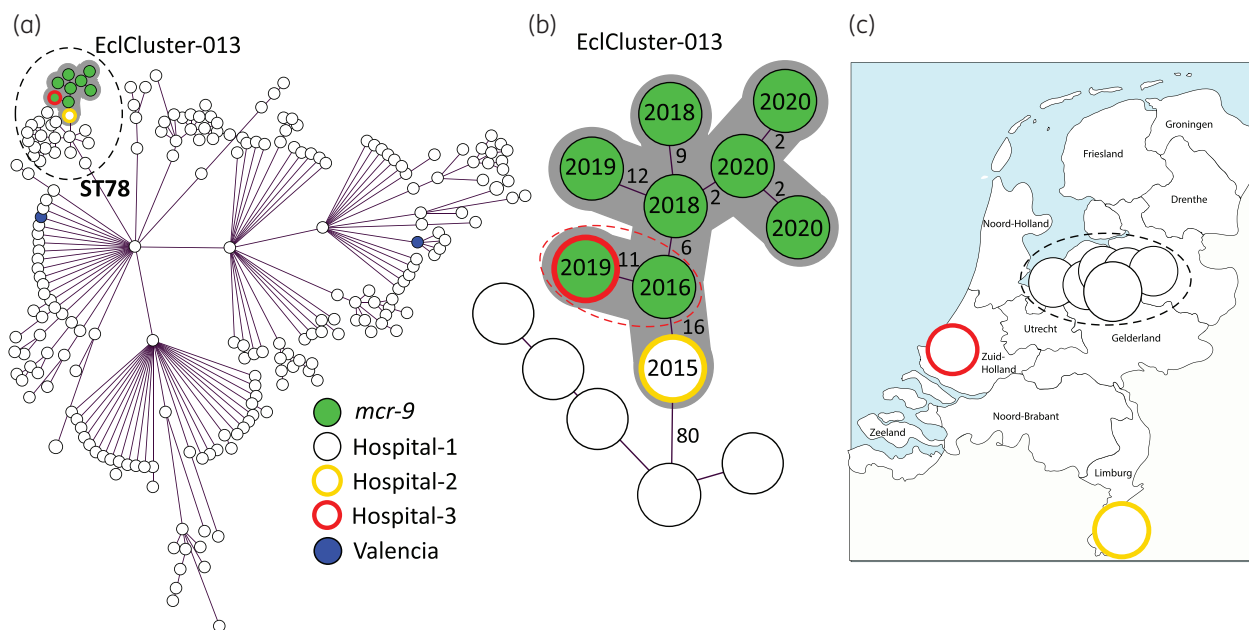 (a)
EclCluster-013
ST78
mcr-9
Hospital-1
Hospital-2
Hospital-3
Valencia
(b)
EclCluster-013
2018
2020
9
2
2019
12
2020
2018
2
2
2020
6
2019
11
2016
16
2015
80
(c)
Groningen
Friesland
Drenthe
Noord-Holland
Utrecht
Gelderland
Zuid-
Holland
Noord-Brabant
Zeeland
Limburg